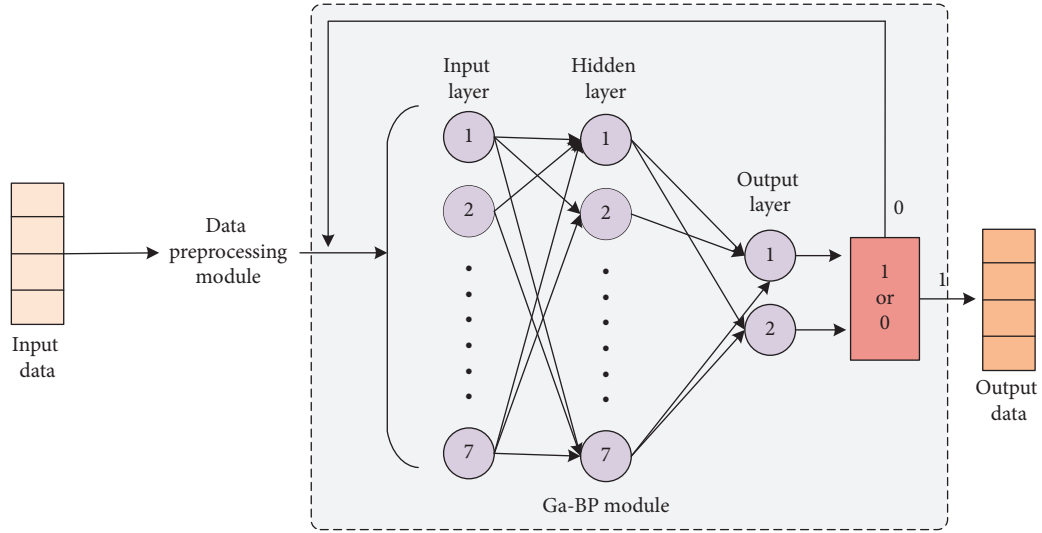 Input
data
Data
preprocessing
module
Input
layer
1
2
7
Hidden
layer
1
2
7
Output
layer
1
2
1
or
0
0
1
Output
data
Ga-BP module